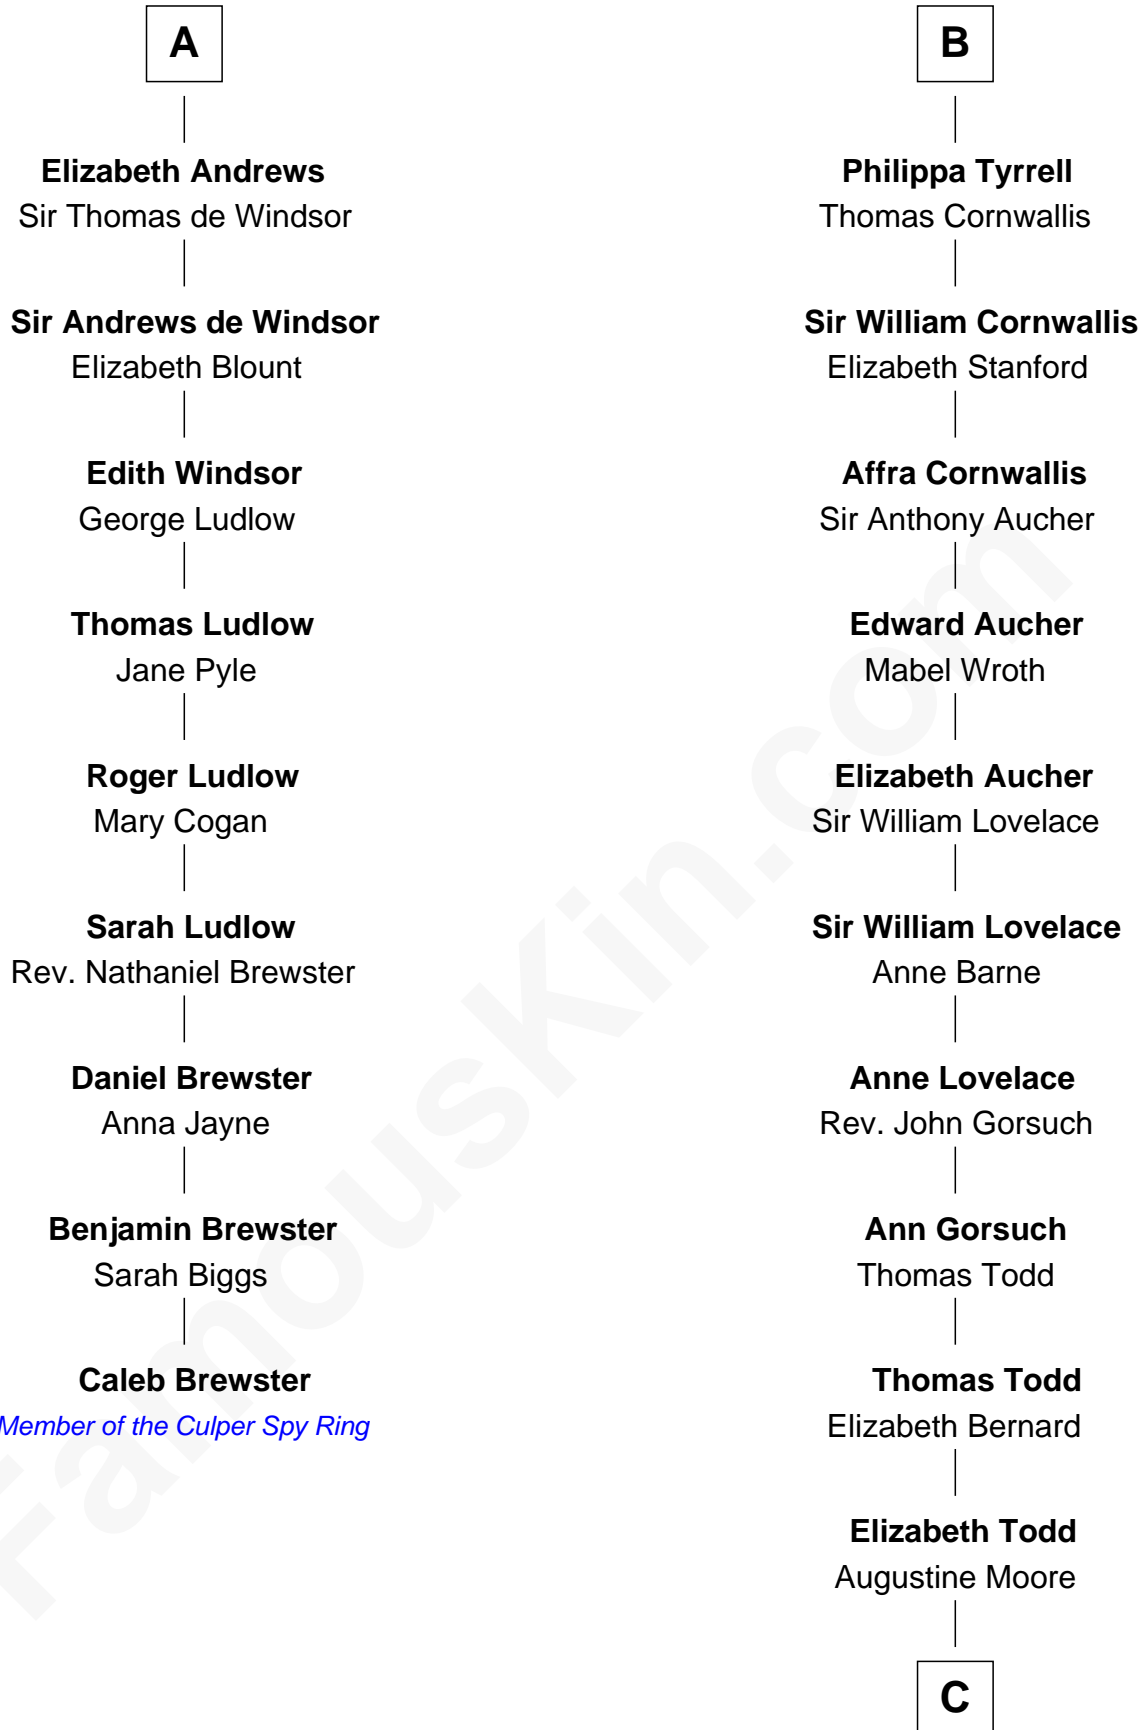 A
Elizabeth Andrews
Sir Thomas de Windsor
Sir Andrews de Windsor
Elizabeth Blount
Edith Windsor
George Ludlow
Thomas Ludlow
Jane Pyle
Roger Ludlow
Mary Cogan
Sarah Ludlow
Rev. Nathaniel Brewster
Daniel Brewster
Anna Jayne
Benjamin Brewster
Sarah Biggs
Caleb Brewster
Member of the Culper Spy Ring
B
Philippa Tyrrell
Thomas Cornwallis
Sir William Cornwallis
Elizabeth Stanford
Affra Cornwallis
Sir Anthony Aucher
Edward Aucher
Mabel Wroth
Elizabeth Aucher
Sir William Lovelace
Sir William Lovelace
Anne Barne
Anne Lovelace
Rev. John Gorsuch
Ann Gorsuch
Thomas Todd
Thomas Todd
Elizabeth Bernard
Elizabeth Todd
Augustine Moore
C
FamousKin.com